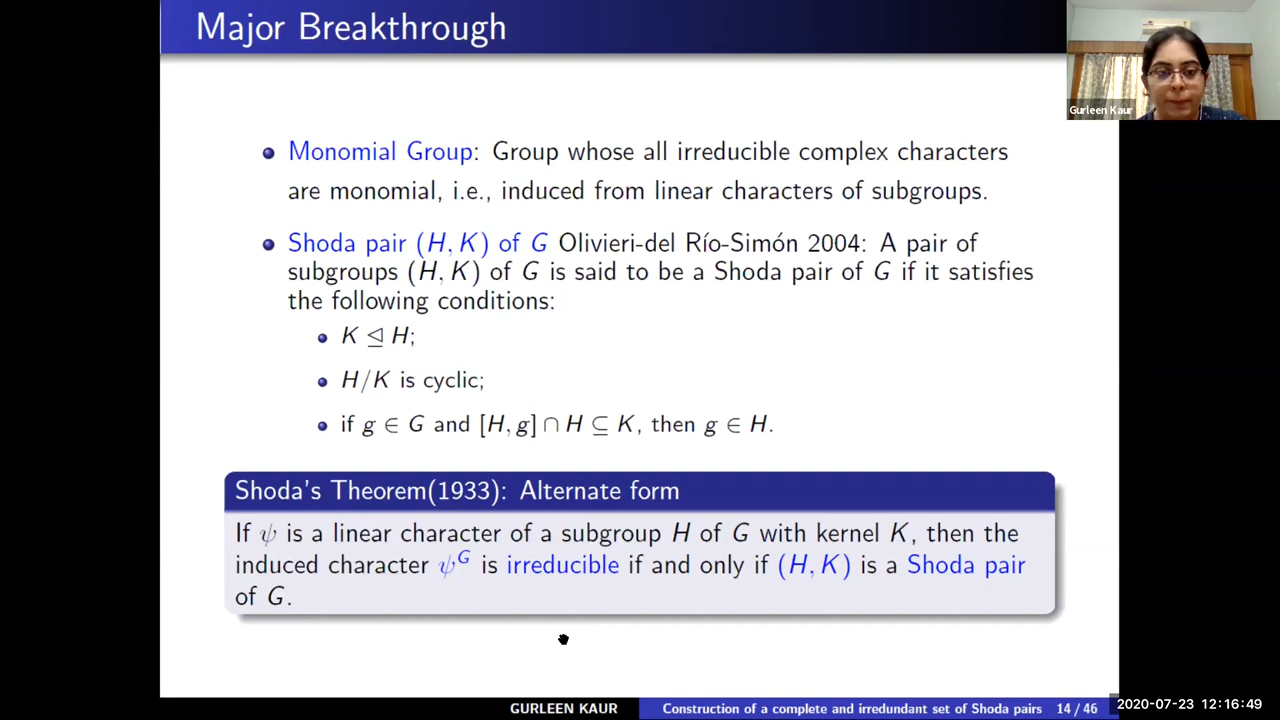 Major Breakthrough
Gurleen Kaur
Monomial Group: Group whose all irreducible complex characters
are monomial, i.e., induced from linear characters of subgroups.
Shoda pair (H, K) of G Olivieri-del Río-Simón 2004: A pair of
subgroups (H, K) of G is said to be a Shoda pair of G if it satisfies
the following conditions:
K ⊴ H;
H/K is cyclic;
if g ∈ G and [H, g] ∩ H ⊆ K, then g ∈ H.
Shoda's Theorem(1933): Alternate form
If ψ is a linear character of a subgroup H of G with kernel K, then the
induced character ψ^G is irreducible if and only if (H, K) is a Shoda pair
of G.
GURLEEN KAUR Construction of a complete and irredundant set of Shoda pairs 14 / 46
2020-07-23 12:16:49